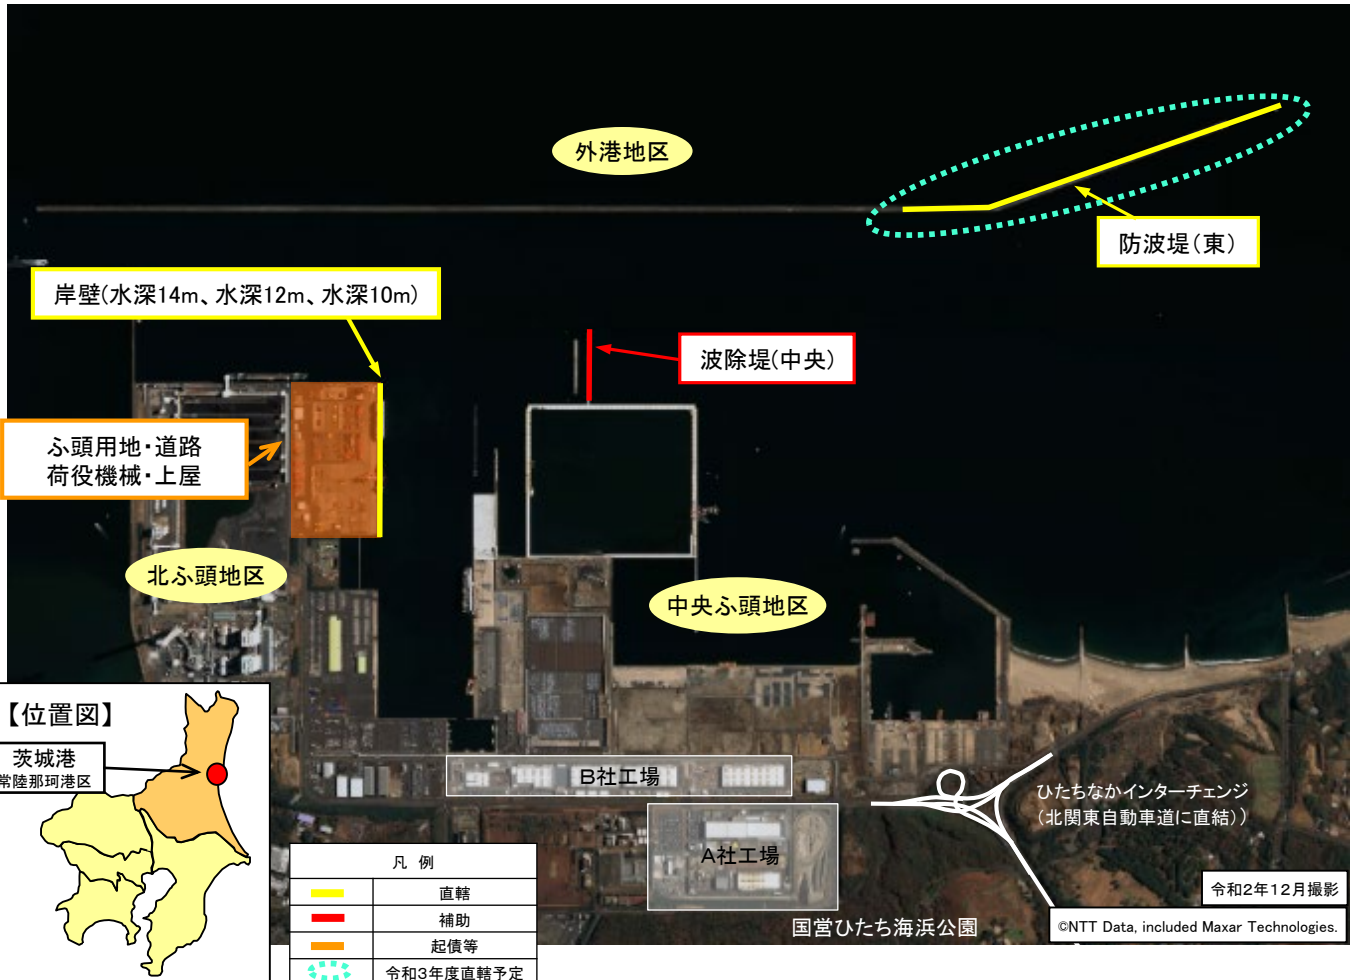 外港地区
防波堤(東)
岸壁(水深14m、水深12m、水深10m)
波除堤(中央)
ふ頭用地・道路
荷役機械・上屋
北ふ頭地区
中央ふ頭地区
【位置図】
茨城港
常陸那珂港区
B社工場
A社工場
ひたちなかインターチェンジ
(北関東自動車道に直結))
国営ひたち海浜公園
凡 例
直轄
補助
起債等
令和3年度直轄予定
令和2年12月撮影
©NTT Data, included Maxar Technologies.